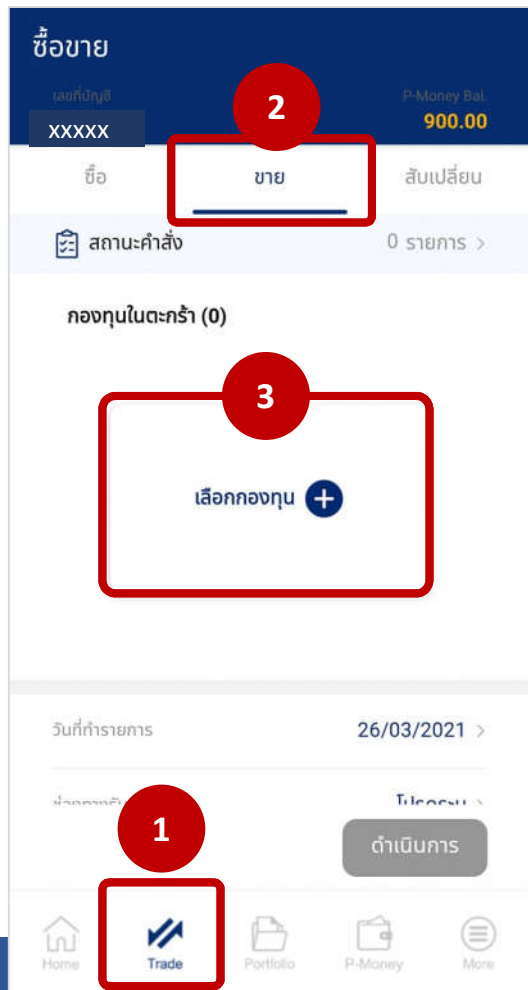 ซื้อขาย
เลขที่บัญชี P-Money Bal.
xxxxx 2 900.00
ซื้อ ขาย สับเปลี่ยน
สถานะคำสั่ง 0 รายการ >
กองทุนในตะกร้า (0)
3
เลือกกองทุน +
วันที่ทำรายการ 26/03/2021 >
1
ดำเนินการ
Home Trade Portfolio P-Money More